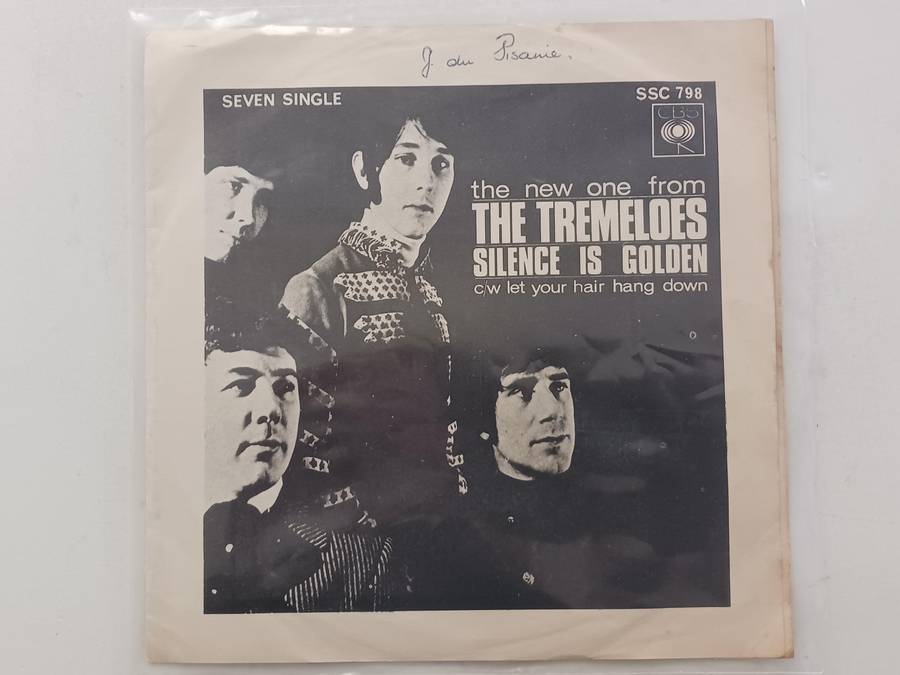 J. du Pisanie.
SEVEN SINGLE
SSC 798
CBS
the new one from
THE TREMELOES
SILENCE IS GOLDEN
c/w let your hair hang down